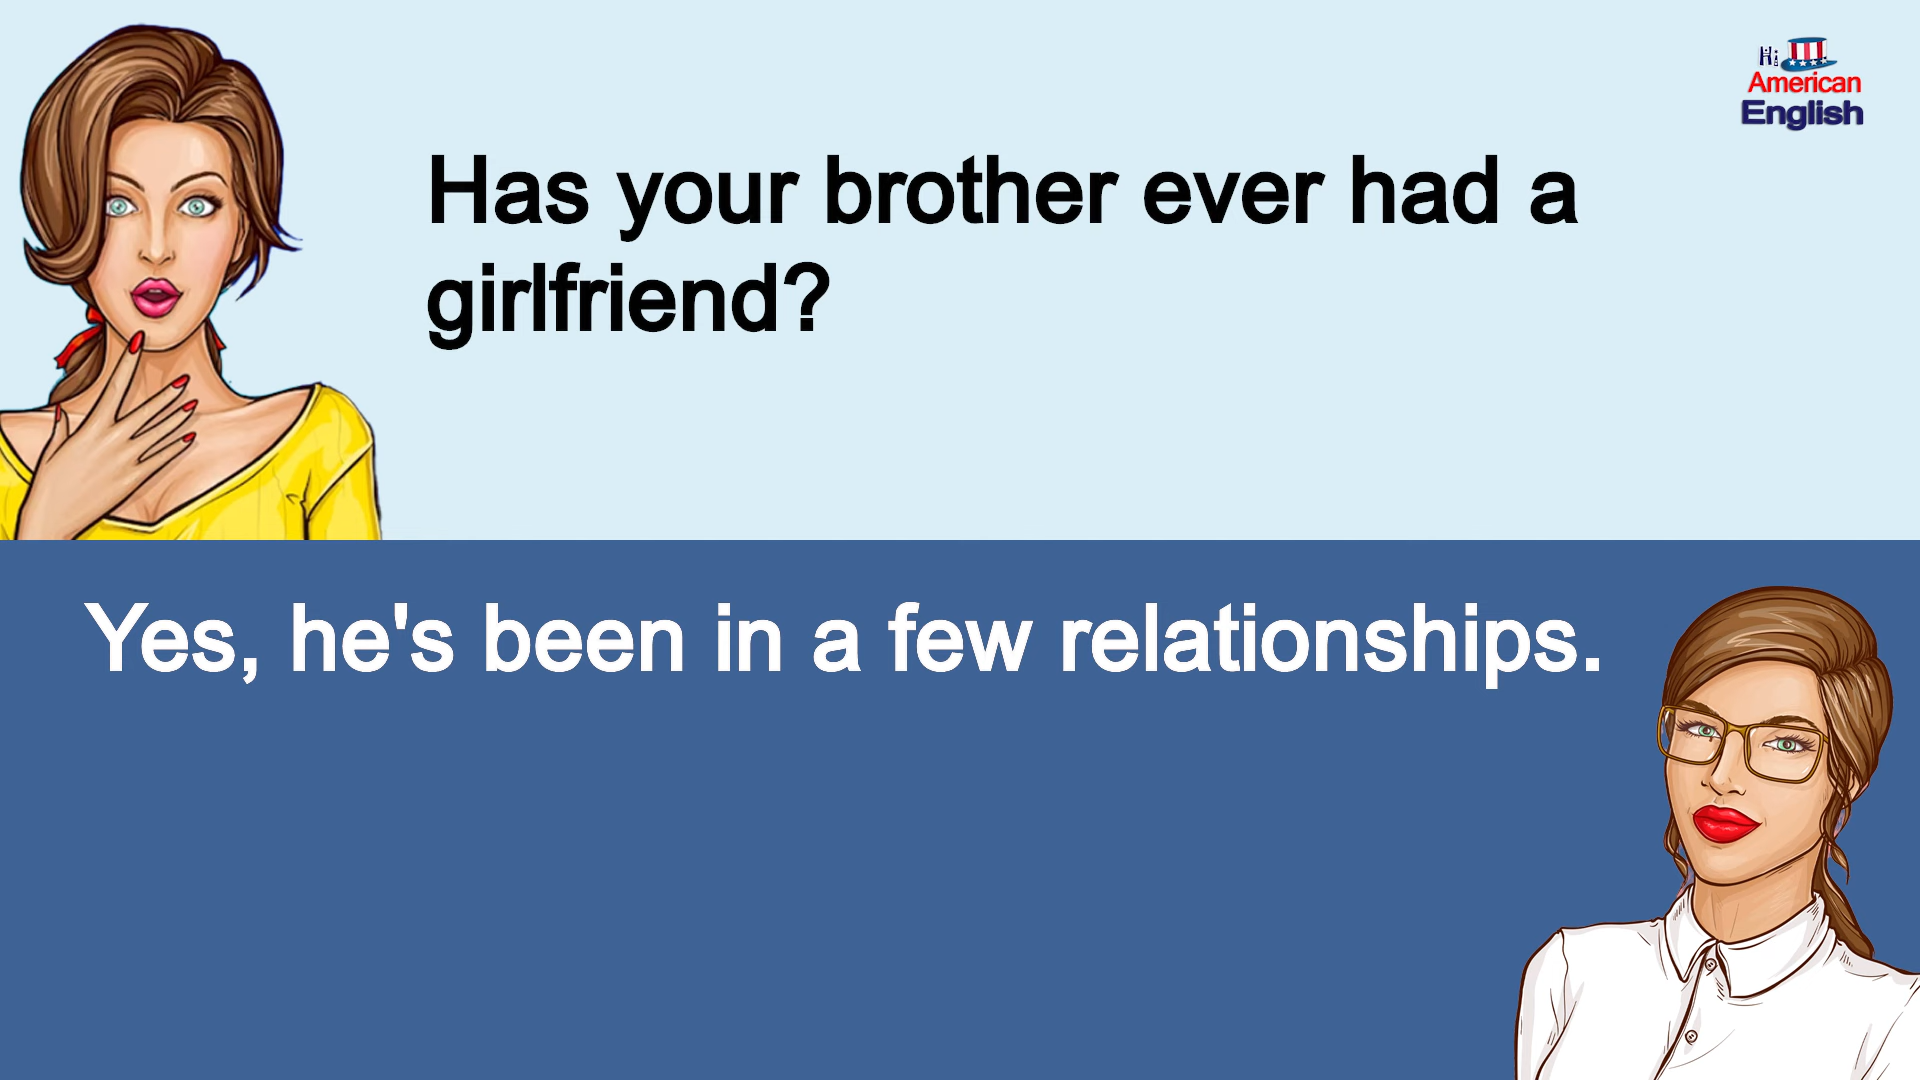 Hi
American
English
Has your brother ever had a
girlfriend?
Yes, he's been in a few relationships.